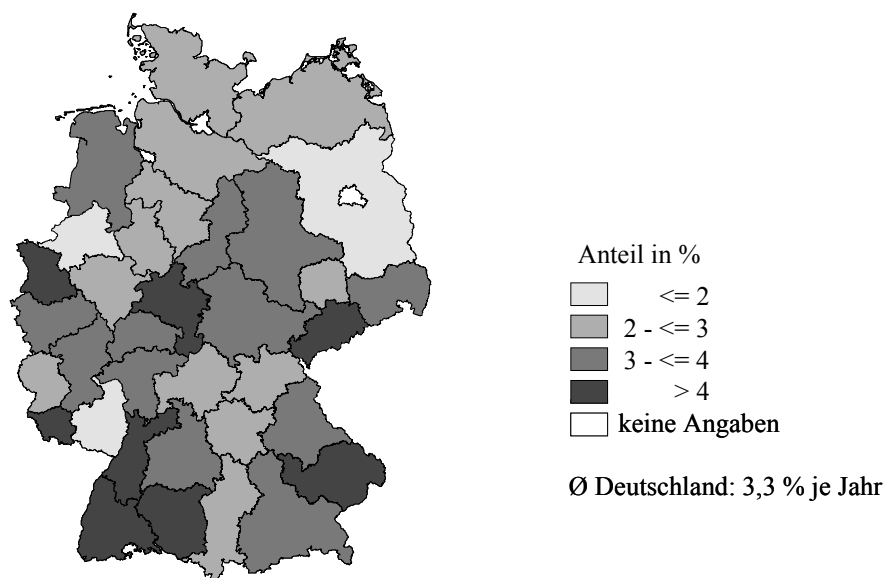 Anteil in %
<= 2
2 - <= 3
3 - <= 4
> 4
keine Angaben
Ø Deutschland: 3,3 % je Jahr